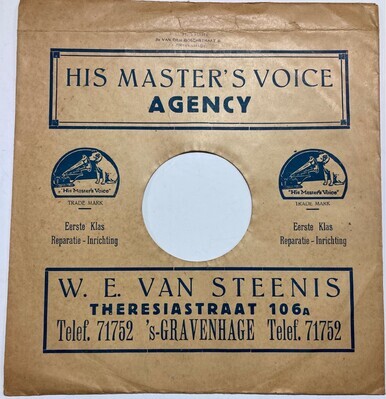 HIS MASTER'S VOICE
AGENCY
"His Master's Voice"
TRADE MARK
Eerste Klas
Reparatie-Inrichting
"His Master's Voice"
TRADE MARK
Eerste Klas
Reparatie-Inrichting
W. E. VAN STEENIS
THERESIASTRAAT 106A
Telef. 71752 's-GRAVENHAGE Telef. 71752